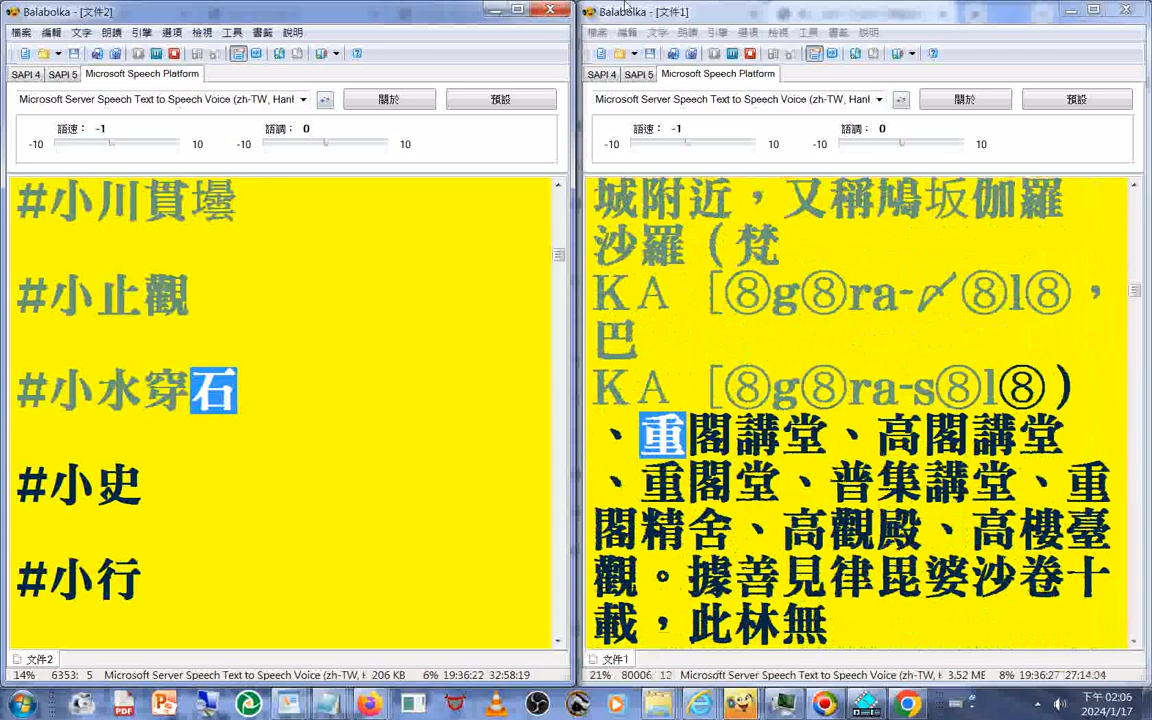 Balabolka - [文件2]
檔案 編輯 文字 朗讀 引擎 選項 檢視 工具 書籤 說明
SAPI 4 SAPI 5 Microsoft Speech Platform
Microsoft Server Speech Text to Speech Voice (zh-TW, Hanl 關於 預設
語速： -1 語調： 0
-10 10 -10 10
#小川貫壜
#小止觀
#小水穿石
#小史
#小行
文件2
14% 6353: 5 Microsoft Server Speech Text to Speech Voice (zh-TW, H 206 KB 6% 19:36:22 32:58:19
Balabolka - [文件1]
檔案 編輯 文字 朗讀 引擎 選項 檢視 工具 書籤 說明
SAPI 4 SAPI 5 Microsoft Speech Platform
Microsoft Server Speech Text to Speech Voice (zh-TW, Hanl 關於 預設
語速： -1 語調： 0
-10 10 -10 10
城附近，又稱鳩坂伽羅
沙羅（梵
ＫＡ［⑧g⑧ra-〆⑧l⑧，
巴
ＫＡ［⑧g⑧ra-s⑧l⑧）
、重閣講堂、高閣講堂
、重閣堂、普集講堂、重
閣精舍、高觀殿、高樓臺
觀。據善見律毘婆沙卷十
載，此林無
文件1
21% 80006: 12 Microsoft Server Speech Text to Speech Voice (zh-TW, H 3.52 ME 8% 19:36:27 27:14:04
下午 02:06
2024/1/17